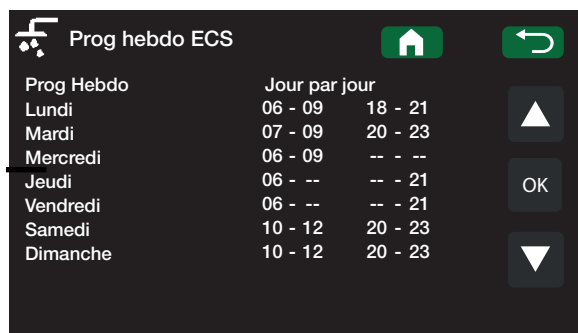 Prog hebdo ECS
Prog Hebdo Jour par jour
Lundi 06 - 09 18 - 21
Mardi 07 - 09 20 - 23
Mercredi 06 - 09 -- - --
Jeudi 06 - -- -- - 21
OK
Vendredi 06 - -- -- - 21
Samedi 10 - 12 20 - 23
Dimanche 10 - 12 20 - 23